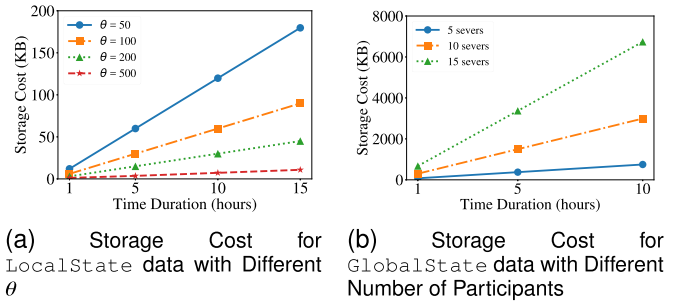 200
150
100
50
0
Storage Cost (KB)
θ = 50
θ = 100
θ = 200
θ = 500
1 5 10 15
Time Duration (hours)
8000
6000
4000
2000
0
Storage Cost (KB)
5 severs
10 severs
15 severs
1 5 10
Time Duration (hours)
(a) Storage Cost for
LocalState data with Different
θ
(b) Storage Cost for
GlobalState data with Different
Number of Participants